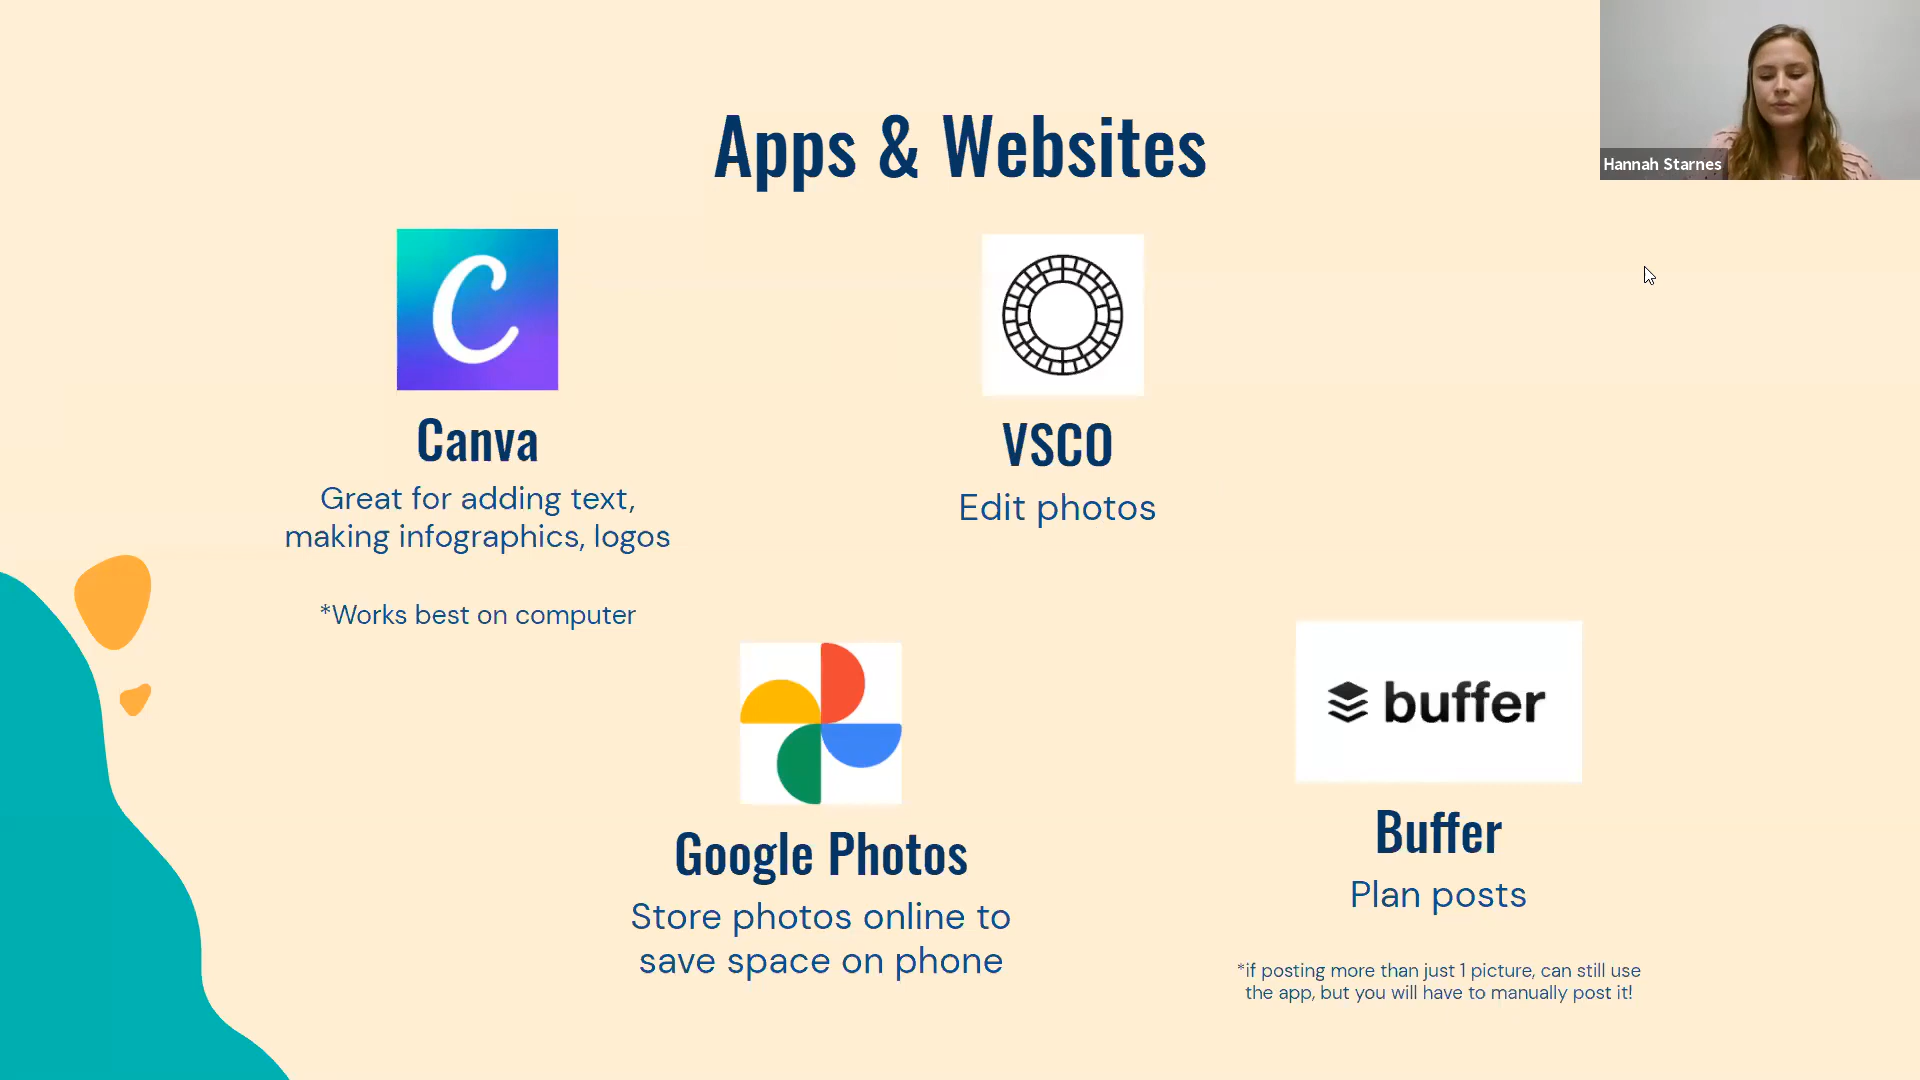 Apps & Websites
Hannah Starnes
C
Canva
Great for adding text,
making infographics, logos
*Works best on computer
VSCO
Edit photos
Google Photos
Store photos online to
save space on phone
buffer
Buffer
Plan posts
*if posting more than just 1 picture, can still use
the app, but you will have to manually post it!